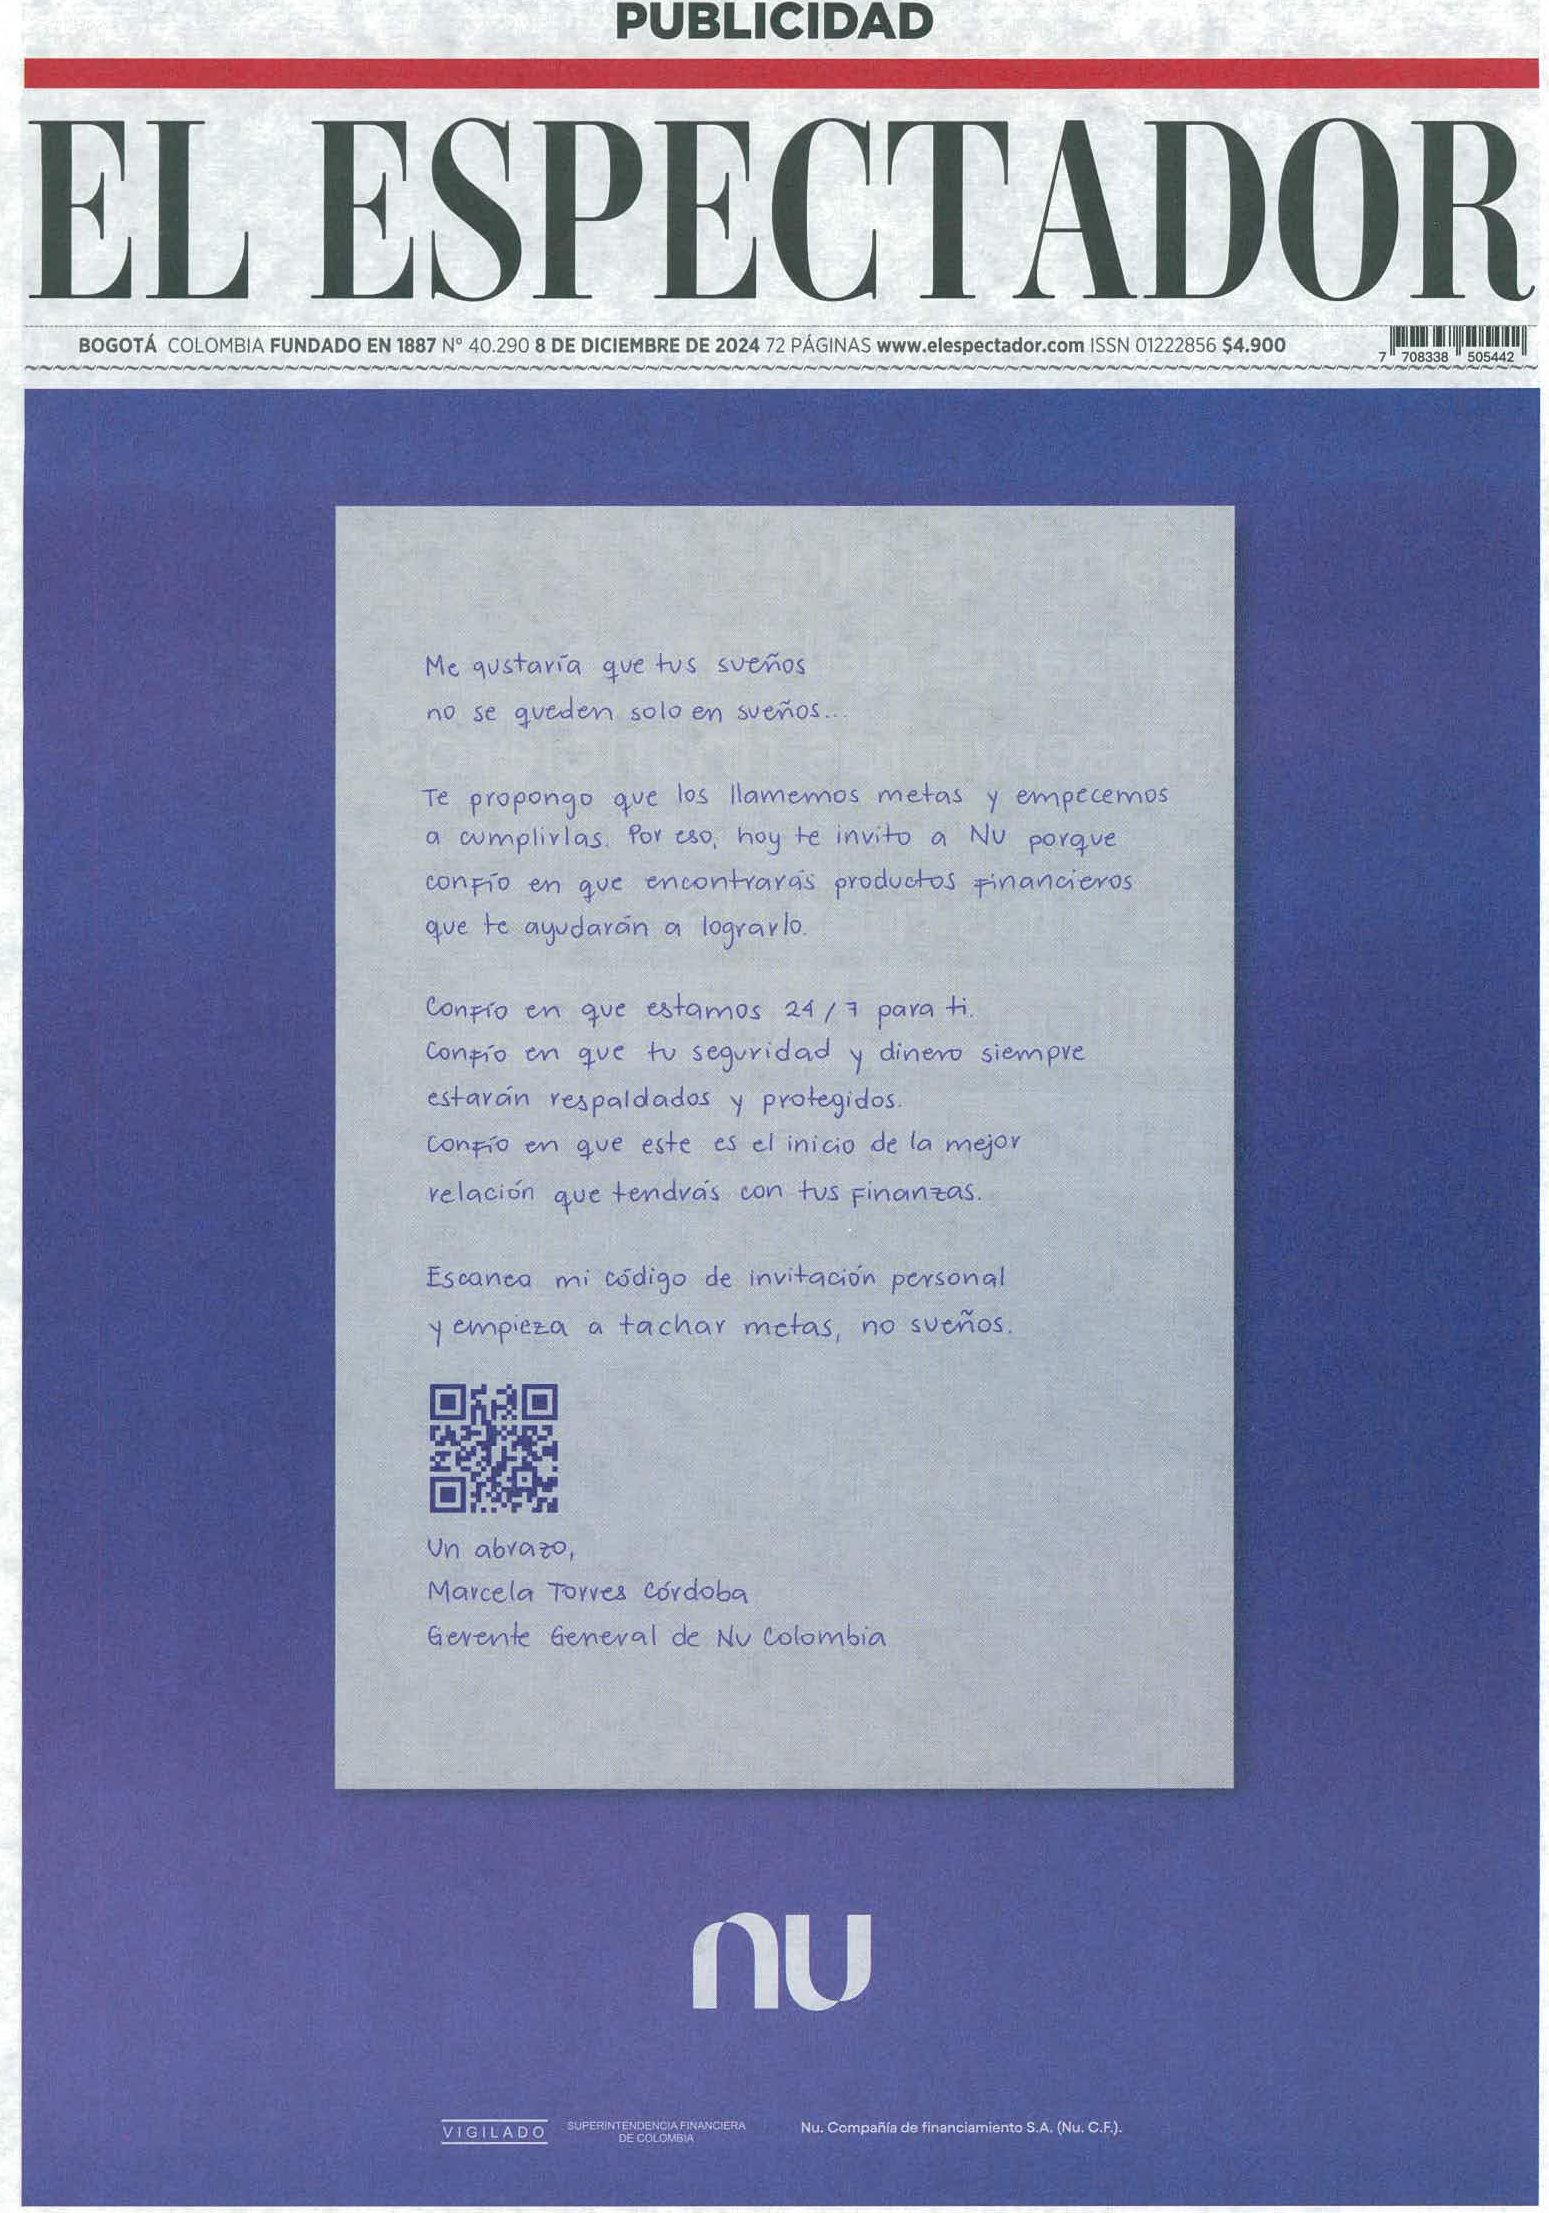 PUBLICIDAD
EL ESPECTADOR
BOGOTÁ COLOMBIA FUNDADO EN 1887 Nº 40.290 8 DE DICIEMBRE DE 2024 72 PÁGINAS www.elespectador.com ISSN 01222856 $4.900
7 708338 505442
Me gustaría que tus sueños
no se queden solo en sueños...
Te propongo que los llamemos metas y empecemos
a cumplirlas. Por eso, hoy te invito a Nu porque
confío en que encontrarás productos financieros
que te ayudarán a lograrlo.
Confío en que estamos 24/7 para ti.
Confío en que tu seguridad y dinero siempre
estarán respaldados y protegidos.
Confío en que este es el inicio de la mejor
relación que tendrás con tus finanzas.
Escanea mi código de invitación personal
y empieza a tachar metas, no sueños.
Un abrazo,
Marcela Torres Córdoba
Gerente General de Nu Colombia
nu
VIGILADO SUPERINTENDENCIA FINANCIERA
DE COLOMBIA
Nu. Compañía de financiamiento S.A. (Nu. C.F.).